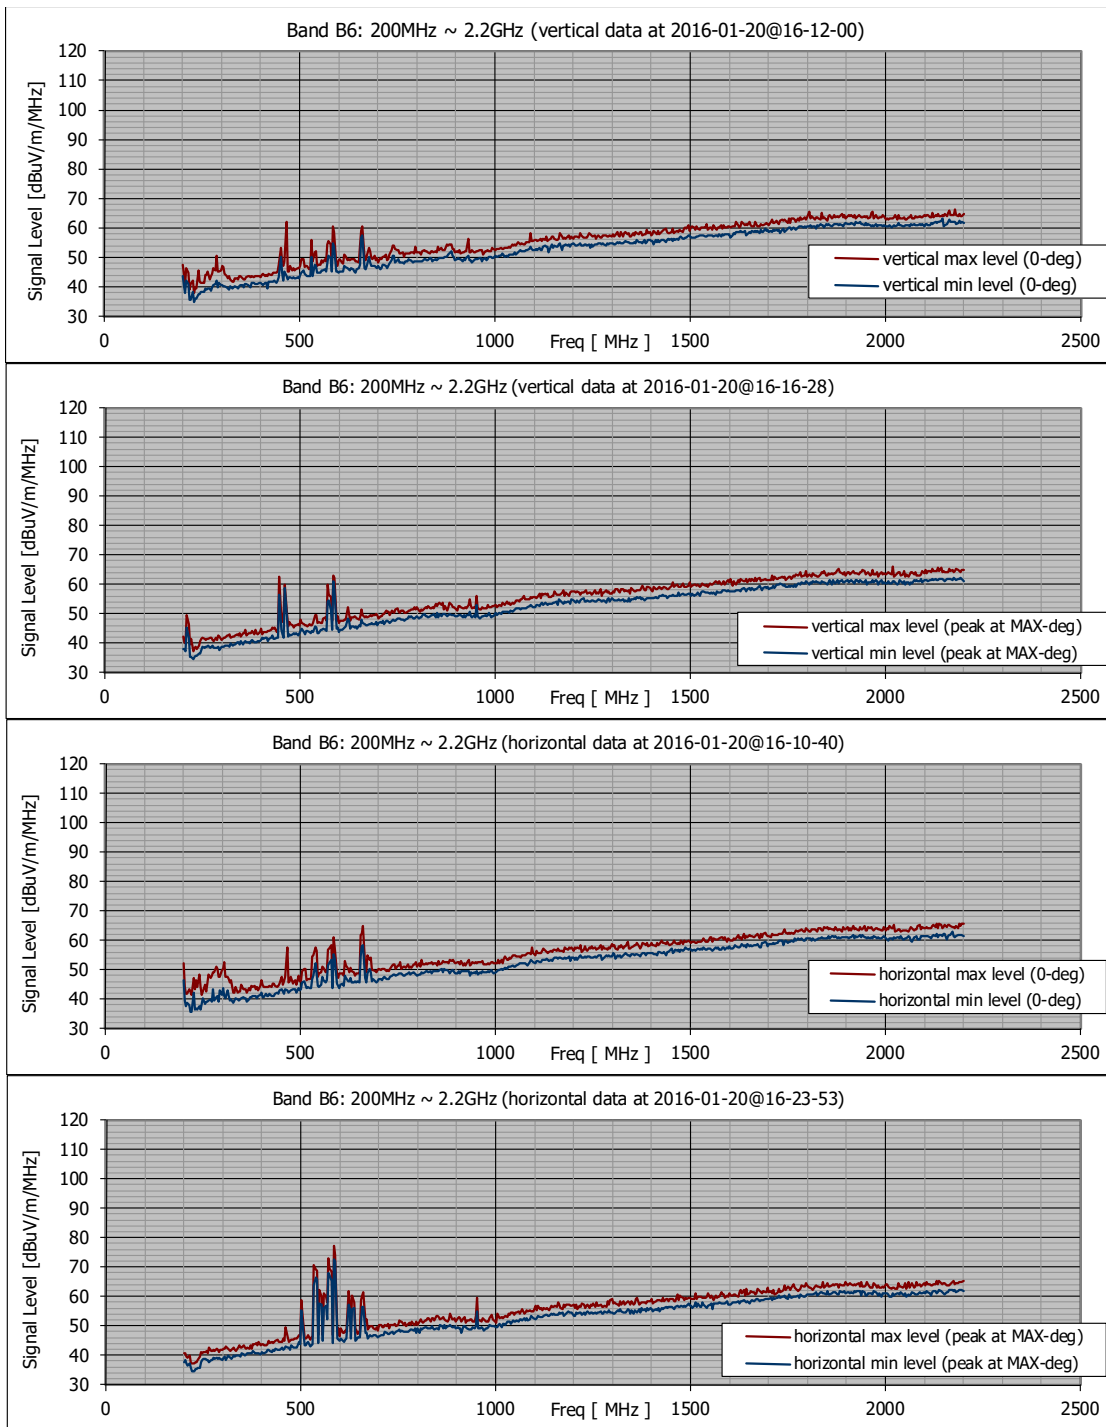 Band B6: 200MHz ~ 2.2GHz (vertical data at 2016-01-20@16-12-00)
Signal Level [dBuV/m/MHz]
120
110
100
90
80
70
60
50
40
30
vertical max level (0-deg)
vertical min level (0-deg)
0 500 1000 1500 2000 2500
Freq [ MHz ]
Band B6: 200MHz ~ 2.2GHz (vertical data at 2016-01-20@16-16-28)
Signal Level [dBuV/m/MHz]
120
110
100
90
80
70
60
50
40
30
vertical max level (peak at MAX-deg)
vertical min level (peak at MAX-deg)
0 500 1000 1500 2000 2500
Freq [ MHz ]
Band B6: 200MHz ~ 2.2GHz (horizontal data at 2016-01-20@16-10-40)
Signal Level [dBuV/m/MHz]
120
110
100
90
80
70
60
50
40
30
horizontal max level (0-deg)
horizontal min level (0-deg)
0 500 1000 1500 2000 2500
Freq [ MHz ]
Band B6: 200MHz ~ 2.2GHz (horizontal data at 2016-01-20@16-23-53)
Signal Level [dBuV/m/MHz]
120
110
100
90
80
70
60
50
40
30
horizontal max level (peak at MAX-deg)
horizontal min level (peak at MAX-deg)
0 500 1000 1500 2000 2500
Freq [ MHz ]